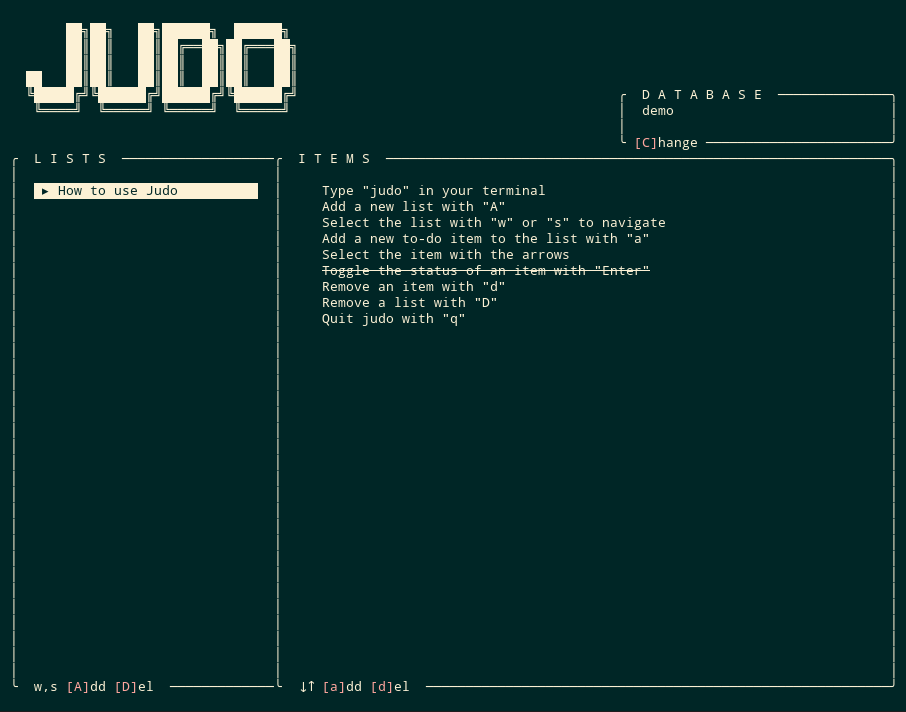 JUDO
D A T A B A S E
demo
[C]hange
L I S T S
I T E M S
▸ How to use Judo
Type "judo" in your terminal
Add a new list with "A"
Select the list with "w" or "s" to navigate
Add a new to-do item to the list with "a"
Select the item with the arrows
Toggle the status of an item with "Enter"
Remove an item with "d"
Remove a list with "D"
Quit judo with "q"
w,s [A]dd [D]el
↓↑ [a]dd [d]el